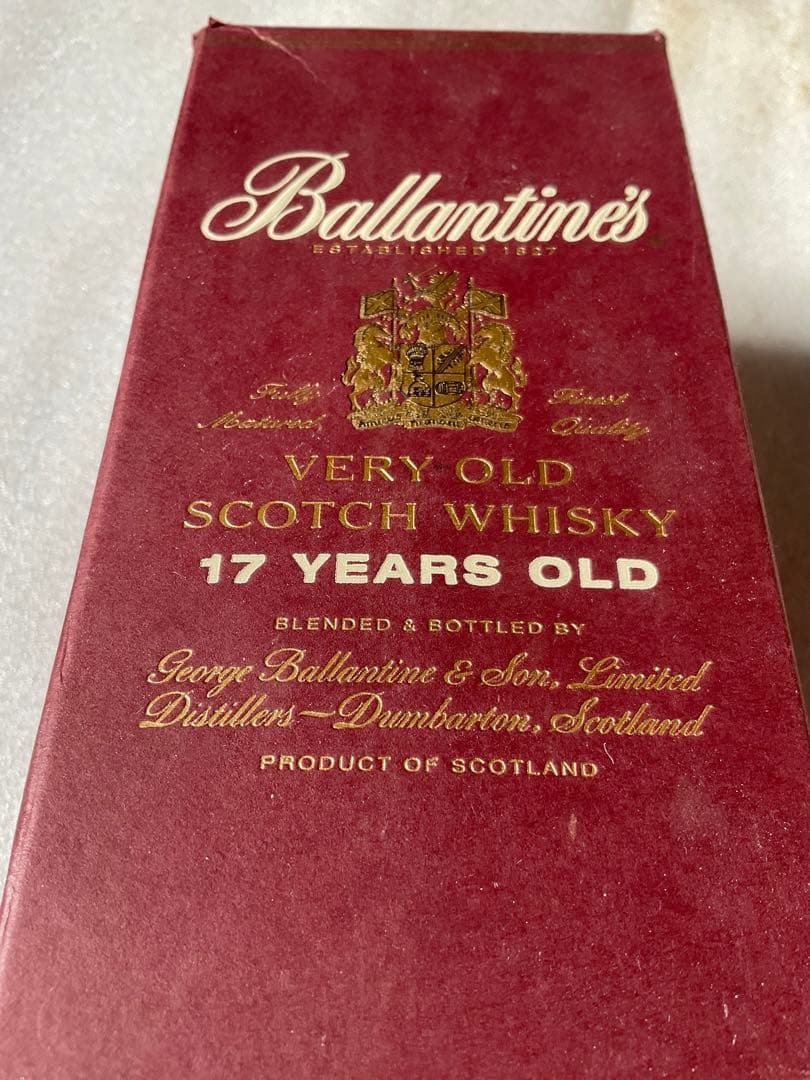 Ballantine's
ESTABLISHED 1827
Fully Matured
Finest Quality
VERY OLD
SCOTCH WHISKY
17 YEARS OLD
BLENDED & BOTTLED BY
George Ballantine & Son, Limited
Distillers—Dumbarton, Scotland
PRODUCT OF SCOTLAND